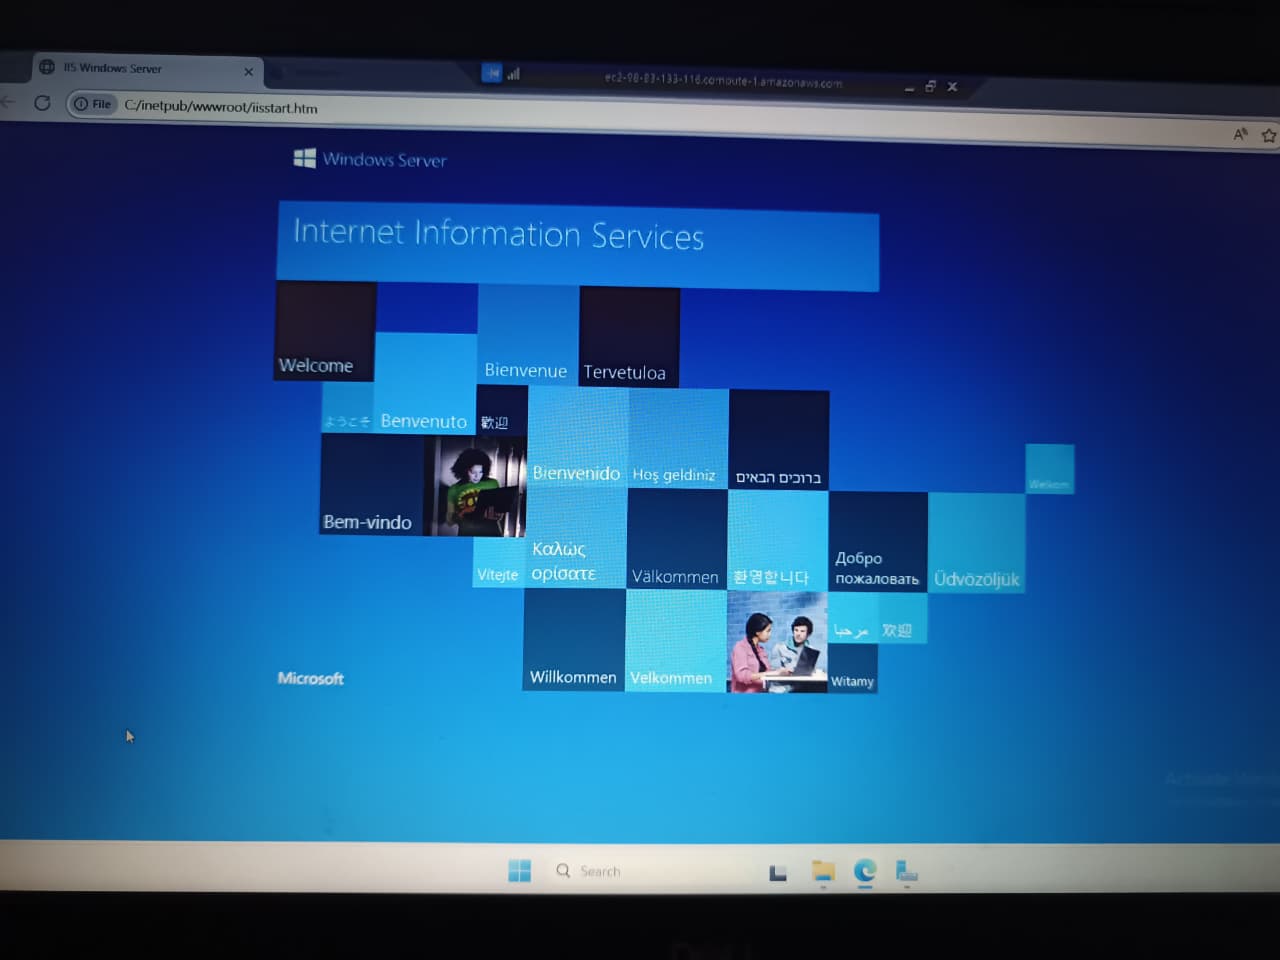 IIS Windows Server
ec2-98-83-133-116.compute-1.amazonaws.com
File C:/inetpub/wwwroot/iisstart.htm
Windows Server
Internet Information Services
Welcome
Bienvenue
Tervetuloa
ようこそ
Benvenuto
歡迎
Bienvenido
Hoş geldiniz
ברוכים הבאים
Welkom
Bem-vindo
Vítejte
Καλώς
ορίσατε
Välkommen
환영합니다
Добро
пожаловать
Üdvözöljük
Microsoft
Willkommen
Velkommen
مرحبا
欢迎
Witamy
Search